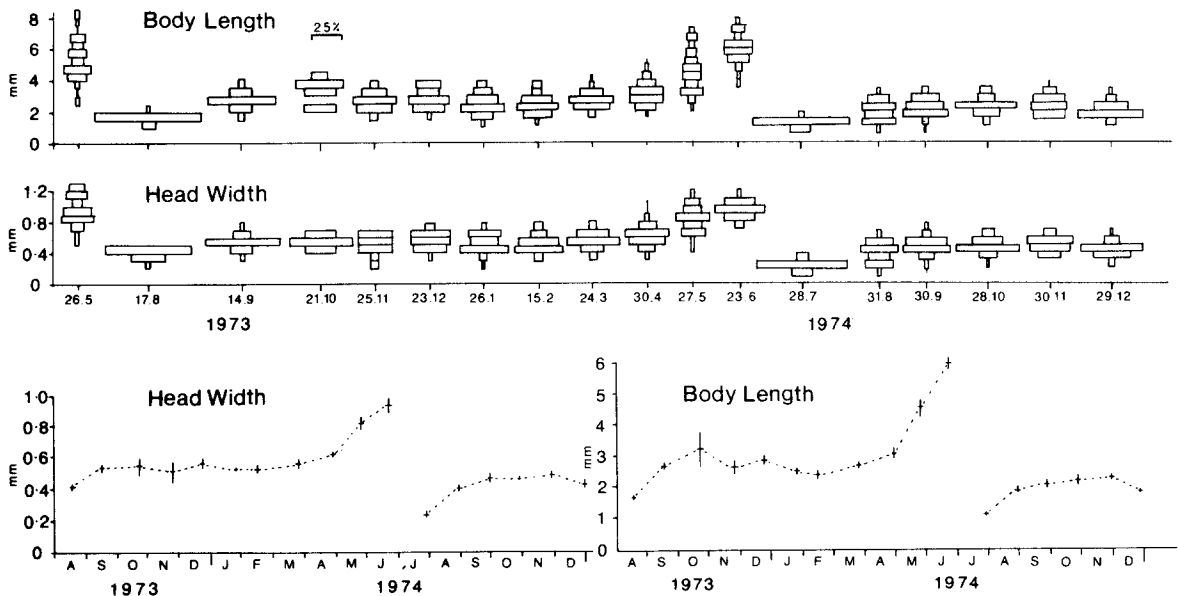 Body Length
25%
8
6
4
2
0
mm
Head Width
1·2
0·8
0·4
0
mm
26.5 17.8 14.9 21.10 25.11 23.12 26.1 15.2 24.3 30.4 27.5 23.6 28.7 31.8 30.9 28.10 30 11 29.12
1973 1974
Head Width
1·0
0·8
0·6
0·4
0·2
0
mm
A S O N D J F M A M J J A S O N D
1973 1974
Body Length
6
5
4
3
2
1
0
mm
A S O N D J F M A M J J A S O N D
1973 1974